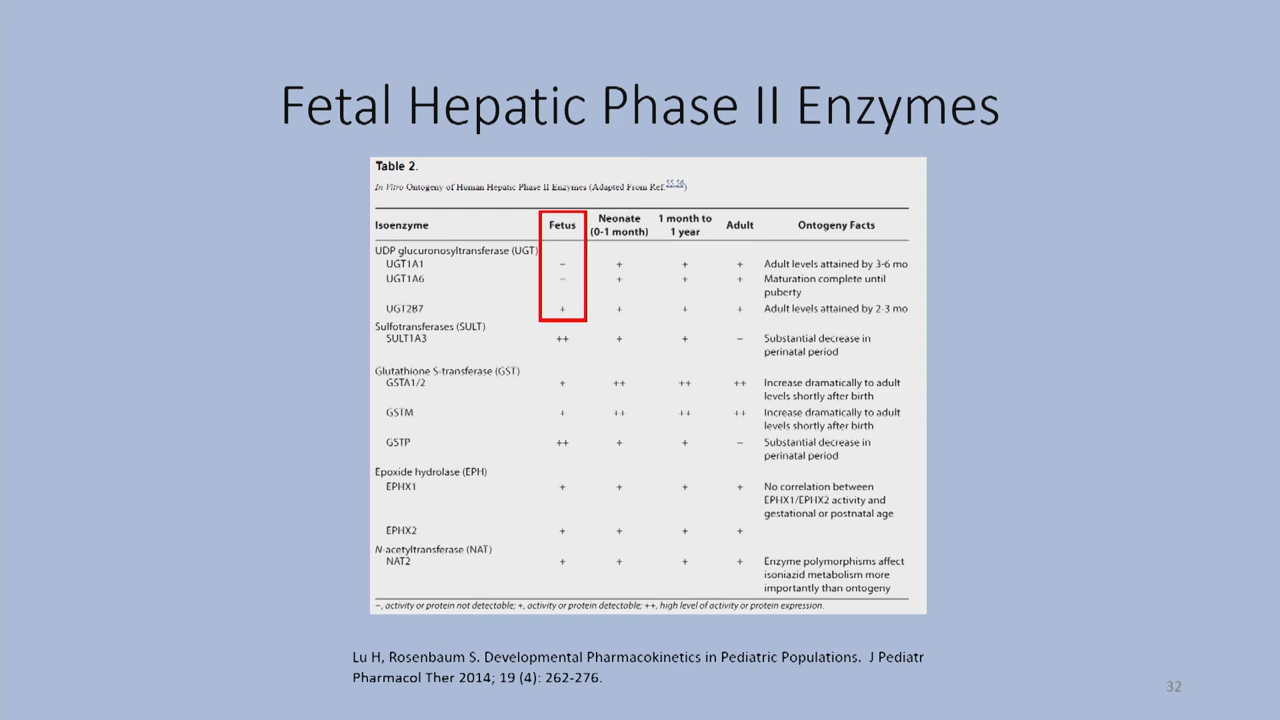 Fetal Hepatic Phase II Enzymes
Table 2.
In Vitro Ontogeny of Human Hepatic Phase II Enzymes (Adapted From Ref.55,56)
Isoenzyme Fetus Neonate (0-1 month) 1 month to 1 year Adult Ontogeny Facts
UDP glucuronosyltransferase (UGT)
UGT1A1 − + + + Adult levels attained by 3-6 mo
UGT1A6 − + + + Maturation complete until
puberty
UGT2B7 + + + + Adult levels attained by 2-3 mo
Sulfotransferases (SULT)
SULT1A3 ++ + + − Substantial decrease in
perinatal period
Glutathione S-transferase (GST)
GSTA1/2 + ++ ++ ++ Increase dramatically to adult
levels shortly after birth
GSTM + ++ ++ ++ Increase dramatically to adult
levels shortly after birth
GSTP ++ + + − Substantial decrease in
perinatal period
Epoxide hydrolase (EPH)
EPHX1 + + + + No correlation between
EPHX1/EPHX2 activity and
gestational or postnatal age
EPHX2 + + + +
N-acetyltransferase (NAT)
NAT2 + + + + Enzyme polymorphisms affect
isoniazid metabolism more
importantly than ontogeny
−, activity or protein not detectable; +, activity or protein detectable; ++, high level of activity or protein expression.
Lu H, Rosenbaum S. Developmental Pharmacokinetics in Pediatric Populations. J Pediatr
Pharmacol Ther 2014; 19 (4): 262-276.
32